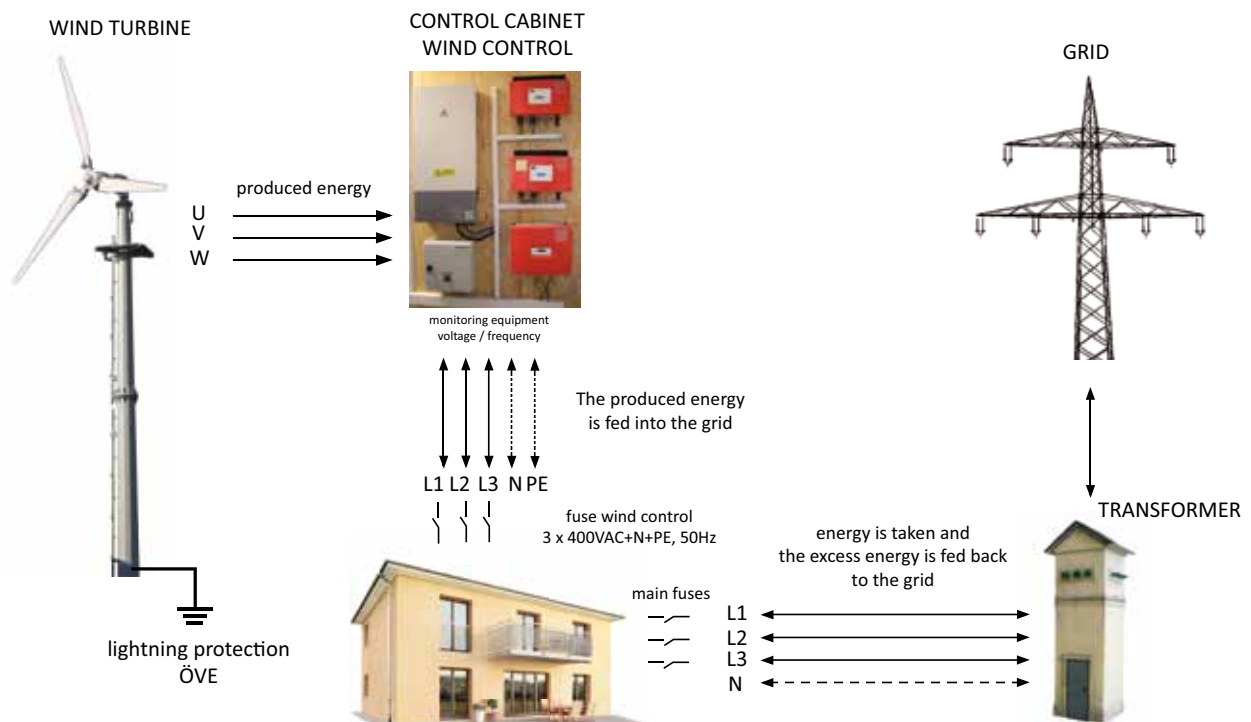 WIND TURBINE
CONTROL CABINET
WIND CONTROL
GRID
produced energy
U
V
W
monitoring equipment
voltage / frequency
The produced energy
is fed into the grid
L1 L2 L3 N PE
fuse wind control
3 x 400VAC+N+PE, 50Hz
TRANSFORMER
energy is taken and
the excess energy is fed back
to the grid
main fuses
L1
L2
L3
N
lightning protection
ÖVE